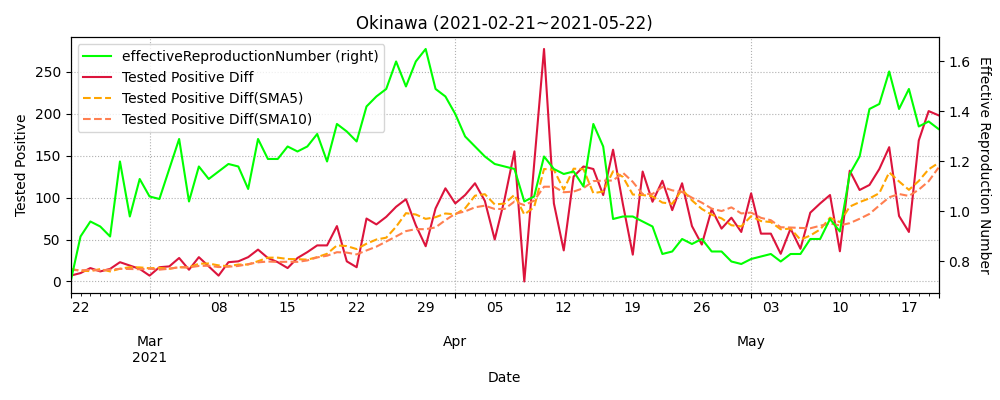 Okinawa (2021-02-21~2021-05-22)
effectiveReproductionNumber (right)
Tested Positive Diff
Tested Positive Diff(SMA5)
Tested Positive Diff(SMA10)
Tested Positive
250
200
150
100
50
0
1.6
1.4
1.2
1.0
0.8
Effective Reproduction Number
22 08 15 22 29 05 12 19 26 03 10 17
Mar Apr May
2021
Date